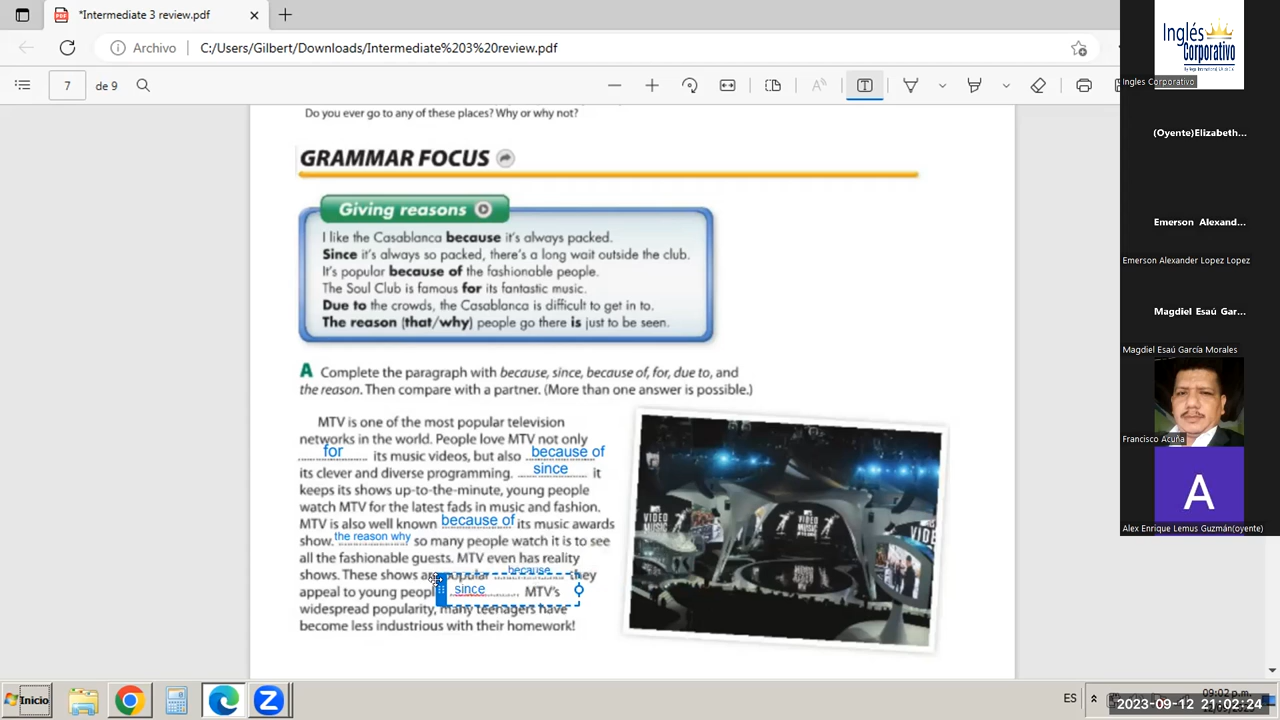 *Intermediate 3 review.pdf
Archivo
C:/Users/Gilbert/Downloads/Intermediate%203%20review.pdf
7
de 9
Do you ever go to any of these places? Why or why not?
GRAMMAR FOCUS
Giving reasons
I like the Casablanca because it's always packed.
Since it's always so packed, there's a long wait outside the club.
It's popular because of the fashionable people.
The Soul Club is famous for its fantastic music.
Due to the crowds, the Casablanca is difficult to get in to.
The reason (that/why) people go there is just to be seen.
A Complete the paragraph with because, since, because of, for, due to, and
the reason. Then compare with a partner. (More than one answer is possible.)
MTV is one of the most popular television
networks in the world. People love MTV not only
for its music videos, but also because of
its clever and diverse programming. since it
keeps its shows up-to-the-minute, young people
watch MTV for the latest fads in music and fashion.
MTV is also well known because of its music awards
show. the reason why so many people watch it is to see
all the fashionable guests. MTV even has reality
shows. These shows are popular because they
appeal to young people since MTV's
widespread popularity, many teenagers have
become less industrious with their homework!
VIDEO
MUSIC
Inglés
Corporativo
Ingles Corporativo
(Oyente)Elizabeth...
Emerson Alexand...
Emerson Alexander Lopez Lopez
Magdiel Esaú Gar...
Magdiel Esaú García Morales
Francisco Acuña
A
Alex Enrique Lemus Guzmán(oyente)
Inicio
ES
09:02 p.m.
2023-09-12 21:02:24